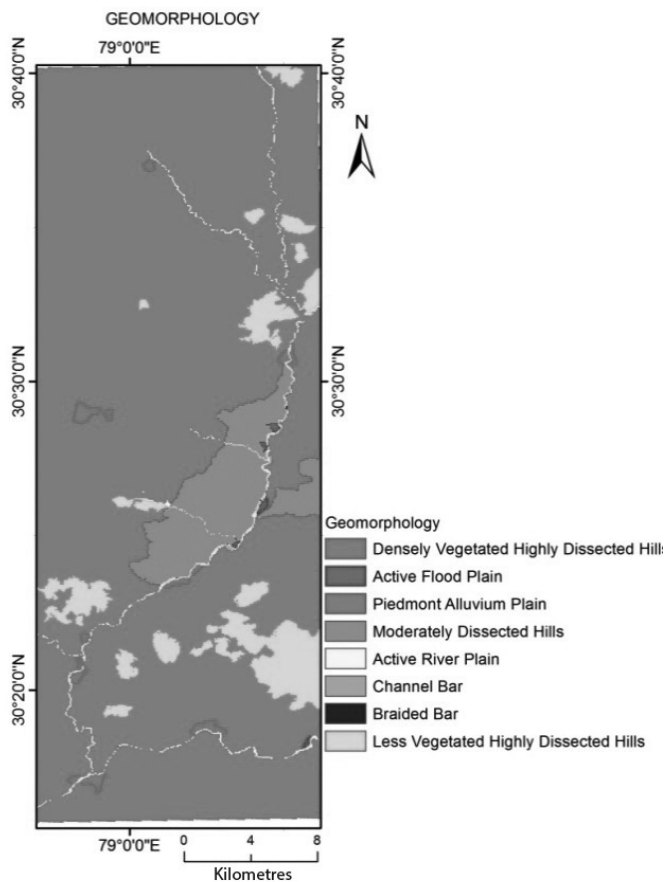 GEOMORPHOLOGY
79°0'0"E
30°40'0"N
30°40'0"N
N
30°30'0"N
30°30'0"N
Geomorphology
Densely Vegetated Highly Dissected Hills
Active Flood Plain
Piedmont Alluvium Plain
Moderately Dissected Hills
Active River Plain
Channel Bar
Braided Bar
Less Vegetated Highly Dissected Hills
30°20'0"N
30°20'0"N
79°0'0"E
0 4 8
Kilometres